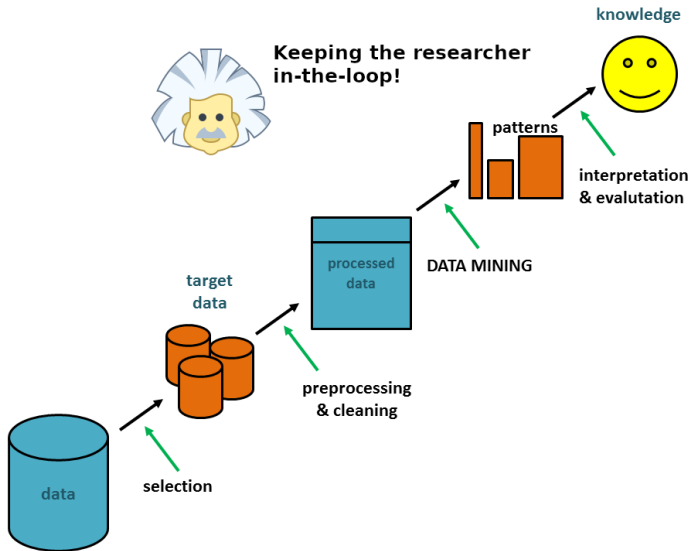 knowledge
Keeping the researcher
in-the-loop!
patterns
interpretation
& evalutation
processed
data
DATA MINING
target
data
preprocessing
& cleaning
data
selection